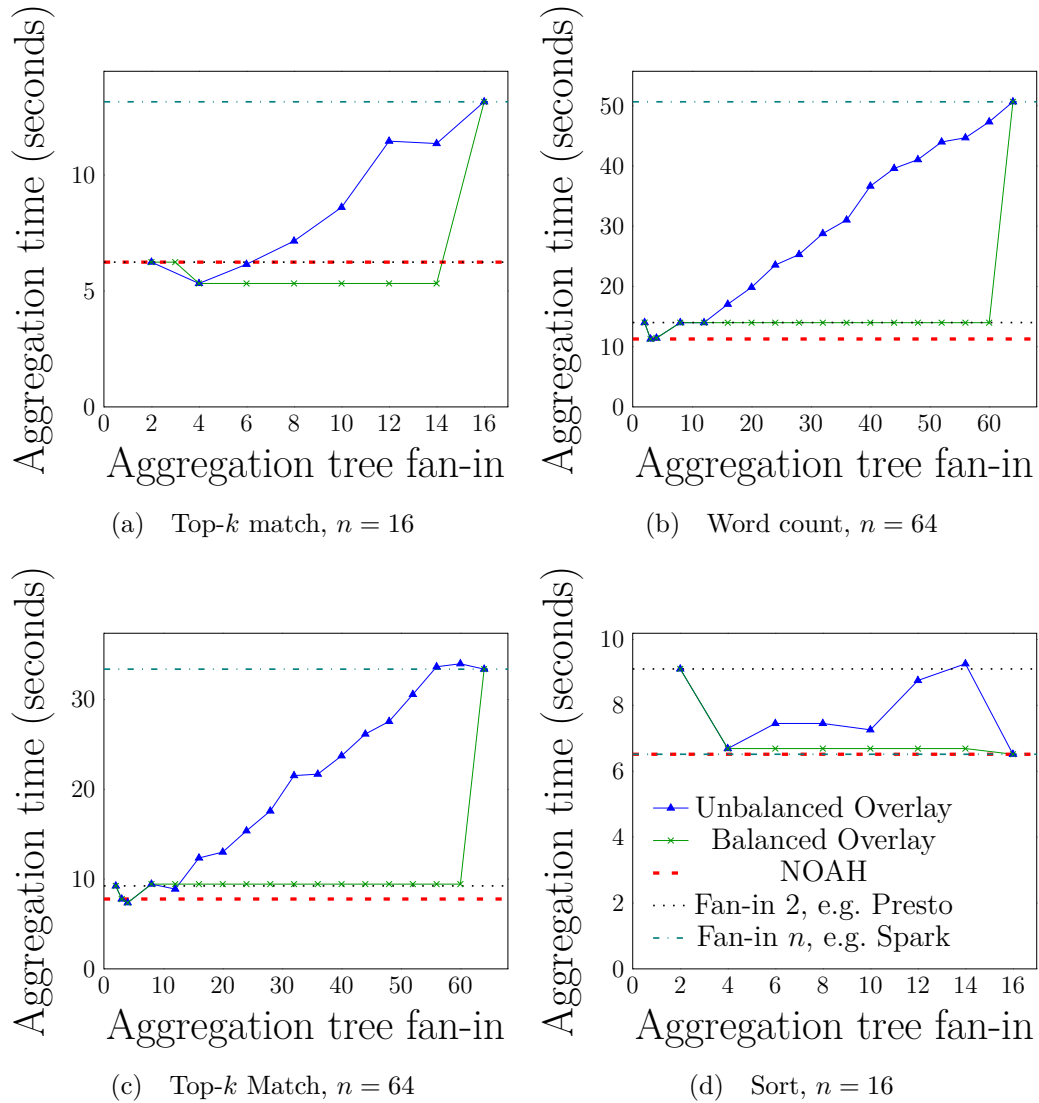 Aggregation time (seconds)
10
5
0
0 2 4 6 8 10 12 14 16
Aggregation tree fan-in
(a) Top-k match, n = 16
Aggregation time (seconds)
50
40
30
20
10
0
0 10 20 30 40 50 60
Aggregation tree fan-in
(b) Word count, n = 64
Aggregation time (seconds)
30
20
10
0
0 10 20 30 40 50 60
Aggregation tree fan-in
(c) Top-k Match, n = 64
Aggregation time (seconds)
10
8
6
4
2
0
Unbalanced Overlay
Balanced Overlay
NOAH
Fan-in 2, e.g. Presto
Fan-in n, e.g. Spark
0 2 4 6 8 10 12 14 16
Aggregation tree fan-in
(d) Sort, n = 16